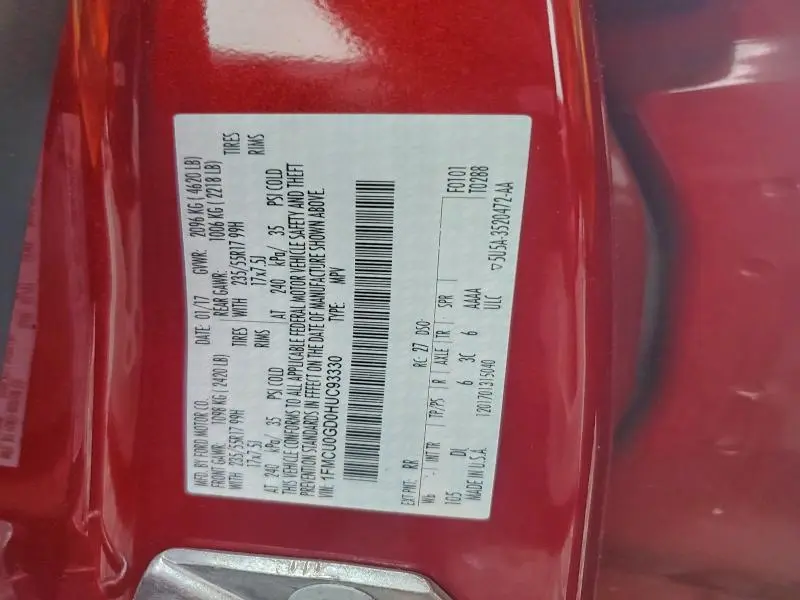 MFD. BY FORD MOTOR CO.
DATE: 01/17 GVWR: 2096 KG ( 4620 LB)
FRONT GAWR: 1098 KG ( 2420 LB) REAR GAWR: 1006 KG ( 2218 LB)
WITH 235/55R17 99H TIRES WITH 235/55R17 99H TIRES
17x7.5J RIMS 17x7.5J RIMS
AT 240 kPa/ 35 PSI COLD AT 240 kPa/ 35 PSI COLD
THIS VEHICLE CONFORMS TO ALL APPLICABLE FEDERAL MOTOR VEHICLE SAFETY AND THEFT
PREVENTION STANDARDS IN EFFECT ON THE DATE OF MANUFACTURE SHOWN ABOVE.
VIN: 1FMCU0GD0HUC93330 TYPE: MPV
EXT PNT: RR RC: 27 DSO: F0101
WB INT TR TP/PS R AXLE TR SPR T0288
105 DL 6 3C 6 AAAA
MADE IN U.S.A. 1201701315040 ULC ▽5U5A-3520472-AA